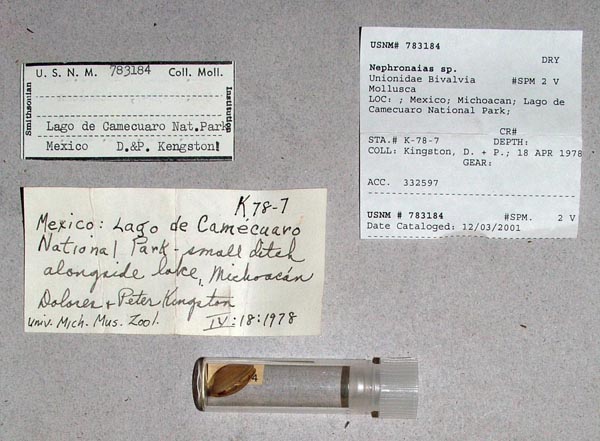 U. S. N. M. 783184 Coll. Moll.
Smithsonian
Institution
Lago de Camecuaro Nat.Park
Mexico D.&P. Kengston!
USNM# 783184
DRY
Nephronaias sp.
Unionidae Bivalvia #SPM 2 V
Mollusca
LOC: ; Mexico; Michoacan; Lago de
Camecuaro National Park;
CR#
STA.# K-78-7 DEPTH:
COLL: Kingston, D. + P.; 18 APR 1978
GEAR:
ACC. 332597
USNM # 783184 #SPM. 2 V
Date Cataloged: 12/03/2001
K78-7
Mexico: Lago de Camecuaro
National Park - small ditch
alongside lake, Michoacán
Dolores + Peter Kingston
Univ. Mich. Mus. Zool. IV:18:1978
4